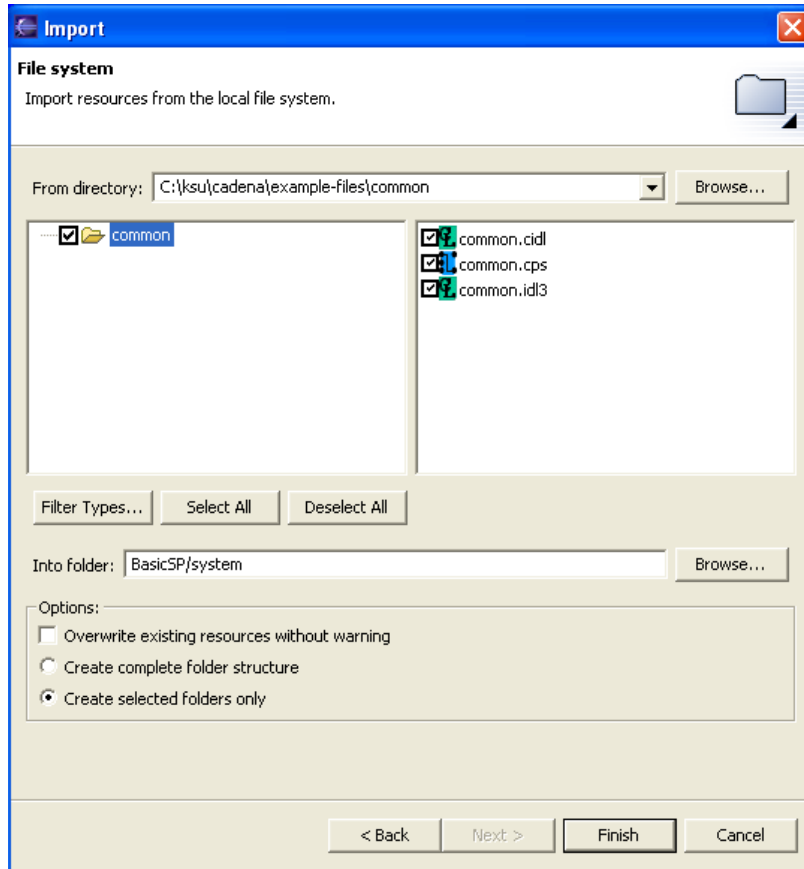 Import
File system
Import resources from the local file system.
From directory: C:\ksu\cadena\example-files\common Browse...
common
common.cidl
common.cps
common.idl3
Filter Types... Select All Deselect All
Into folder: BasicSP/system Browse...
Options:
Overwrite existing resources without warning
Create complete folder structure
Create selected folders only
< Back Next > Finish Cancel